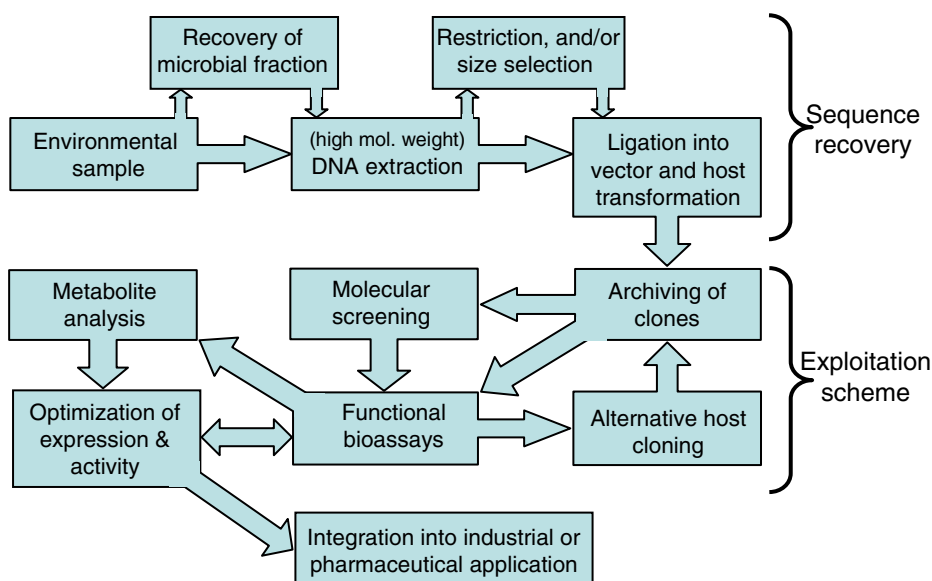 Recovery of
microbial fraction
Restriction, and/or
size selection
Environmental
sample
(high mol. weight)
DNA extraction
Ligation into
vector and host
transformation
Sequence
recovery
Metabolite
analysis
Molecular
screening
Archiving of
clones
Optimization of
expression &
activity
Functional
bioassays
Alternative host
cloning
Exploitation
scheme
Integration into industrial or
pharmaceutical application